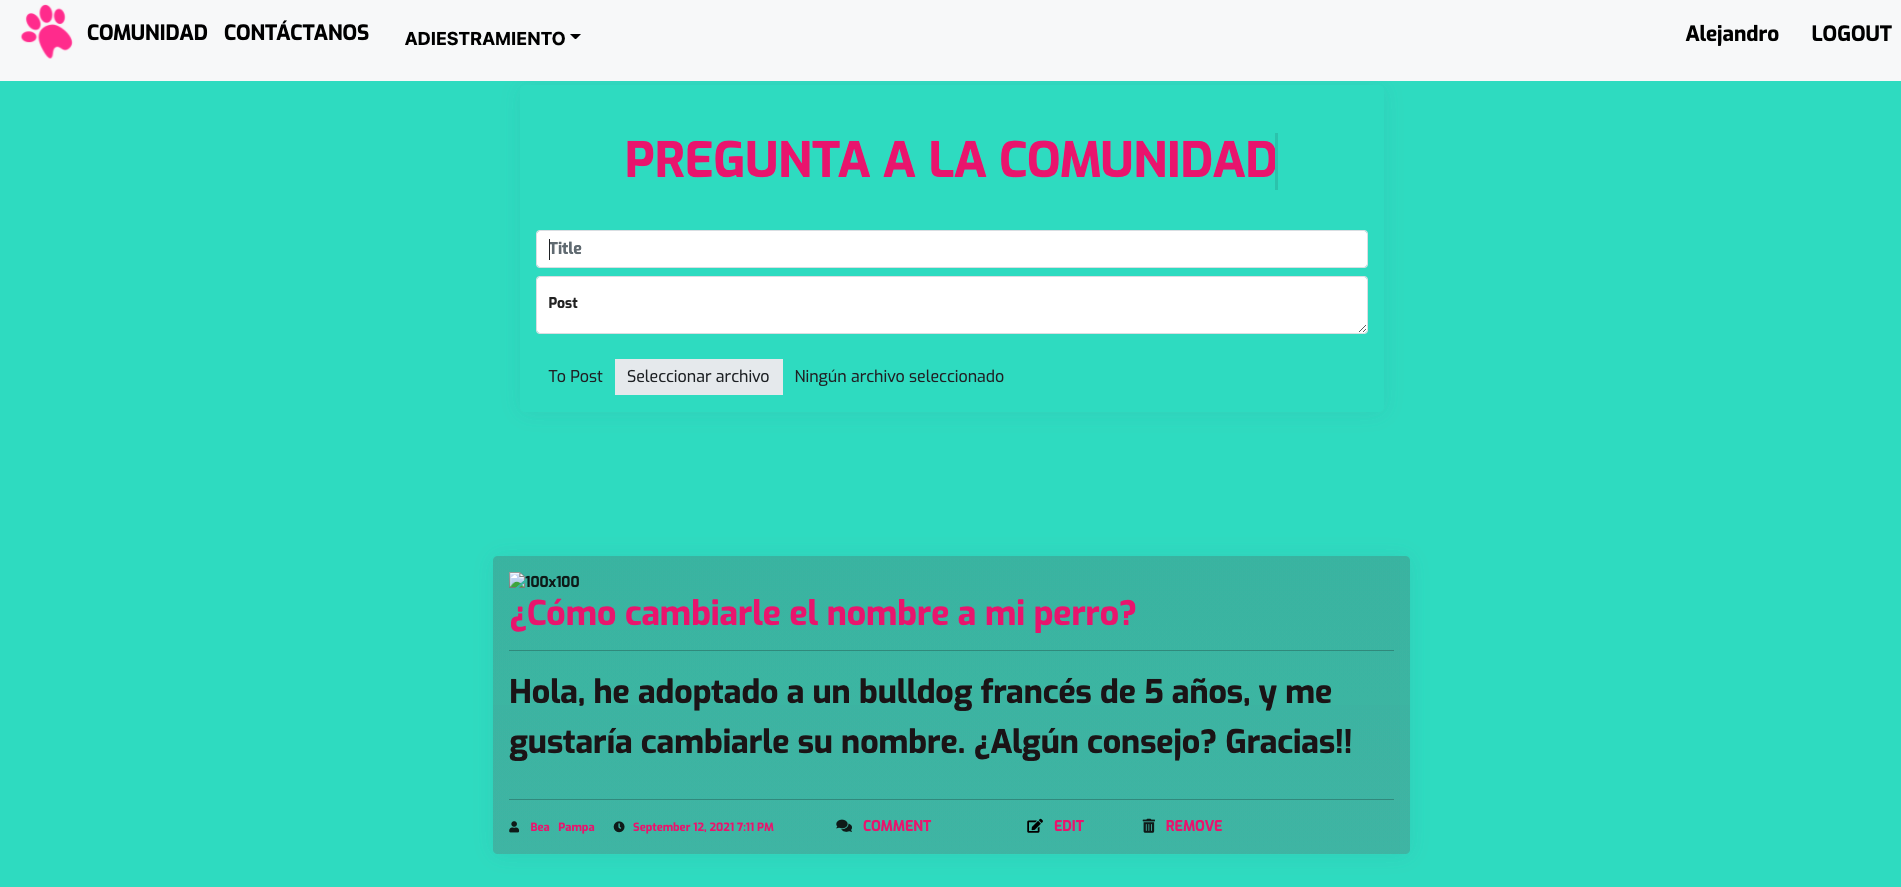 COMUNIDAD CONTÁCTANOS ADIESTRAMIENTO Alejandro LOGOUT
PREGUNTA A LA COMUNIDAD
Title
Post
To Post Seleccionar archivo Ningún archivo seleccionado
100x100
¿Cómo cambiarle el nombre a mi perro?
Hola, he adoptado a un bulldog francés de 5 años, y me
gustaría cambiarle su nombre. ¿Algún consejo? Gracias!!
Bea Pampa September 12, 2021 7:11 PM COMMENT EDIT REMOVE